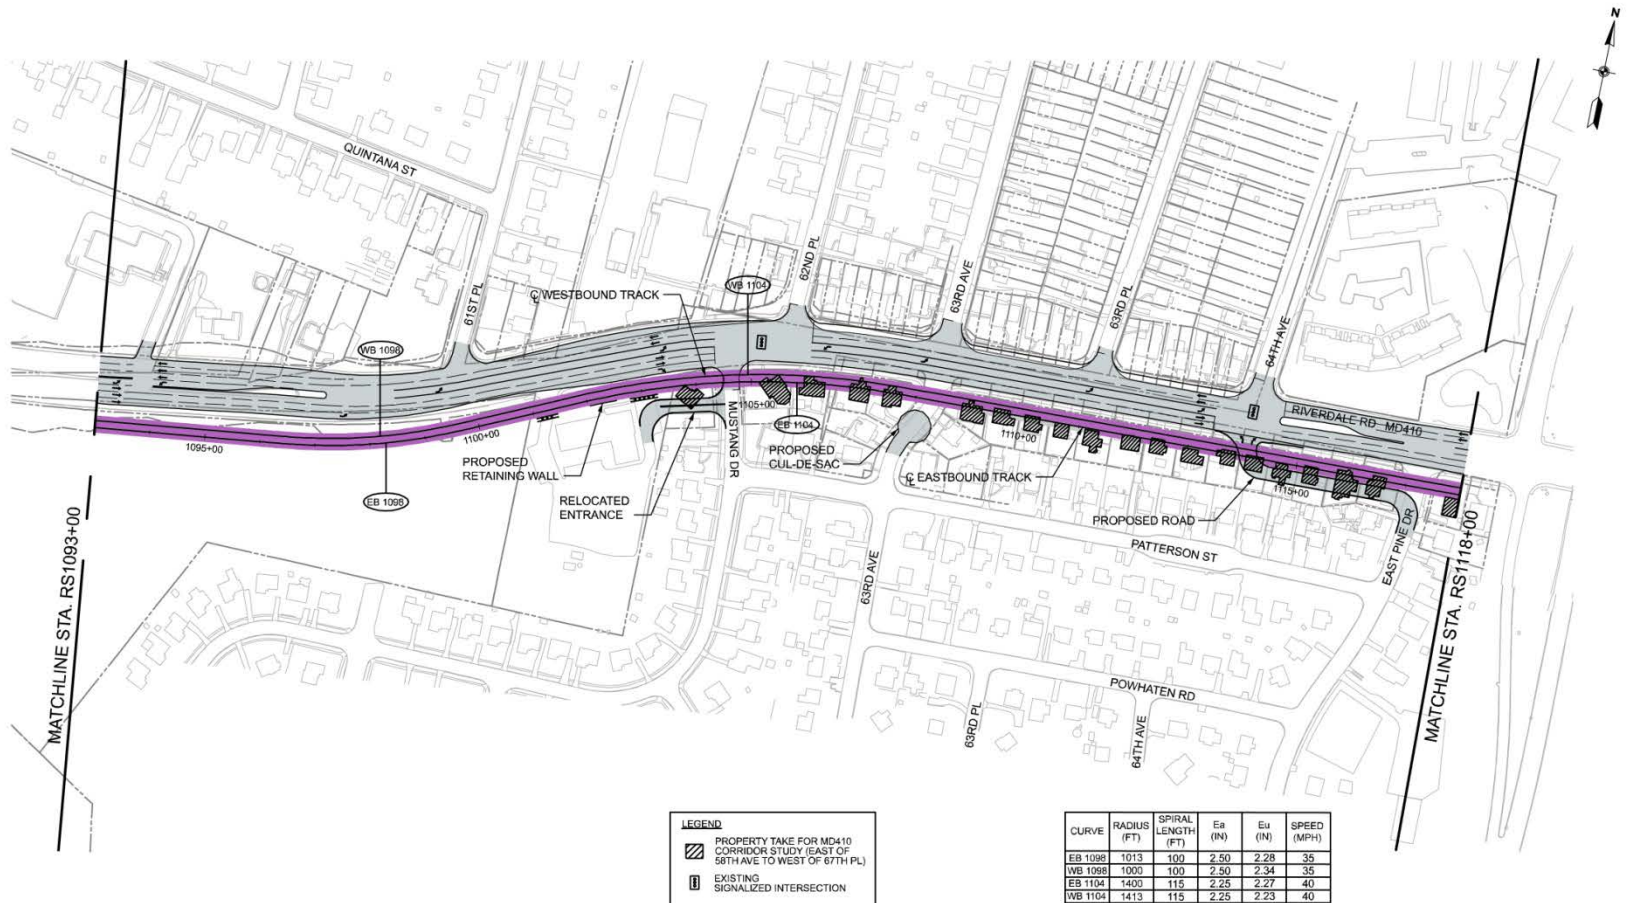 N
QUINTANA ST
61ST PL
62ND PL
63RD AVE
63RD PL
64TH AVE
℄ WESTBOUND TRACK
WB 1104
WB 1098
RIVERDALE RD MD410
1095+00
1100+00
1105+00
1110+00
1115+00
EB 1098
EB 1104
PROPOSED
RETAINING WALL
RELOCATED
ENTRANCE
MUSTANG DR
PROPOSED
CUL-DE-SAC
℄ EASTBOUND TRACK
PROPOSED ROAD
PATTERSON ST
EAST PINE DR
63RD AVE
POWHATEN RD
63RD PL
64TH AVE
MATCHLINE STA. RS1093+00
MATCHLINE STA. RS1118+00
LEGEND
PROPERTY TAKE FOR MD410
CORRIDOR STUDY (EAST OF
58TH AVE TO WEST OF 67TH PL)
EXISTING
SIGNALIZED INTERSECTION
CURVE RADIUS (FT) SPIRAL LENGTH (FT) Ea (IN) Eu (IN) SPEED (MPH)
EB 1098 1013 100 2.50 2.28 35
WB 1098 1000 100 2.50 2.34 35
EB 1104 1400 115 2.25 2.27 40
WB 1104 1413 115 2.25 2.23 40